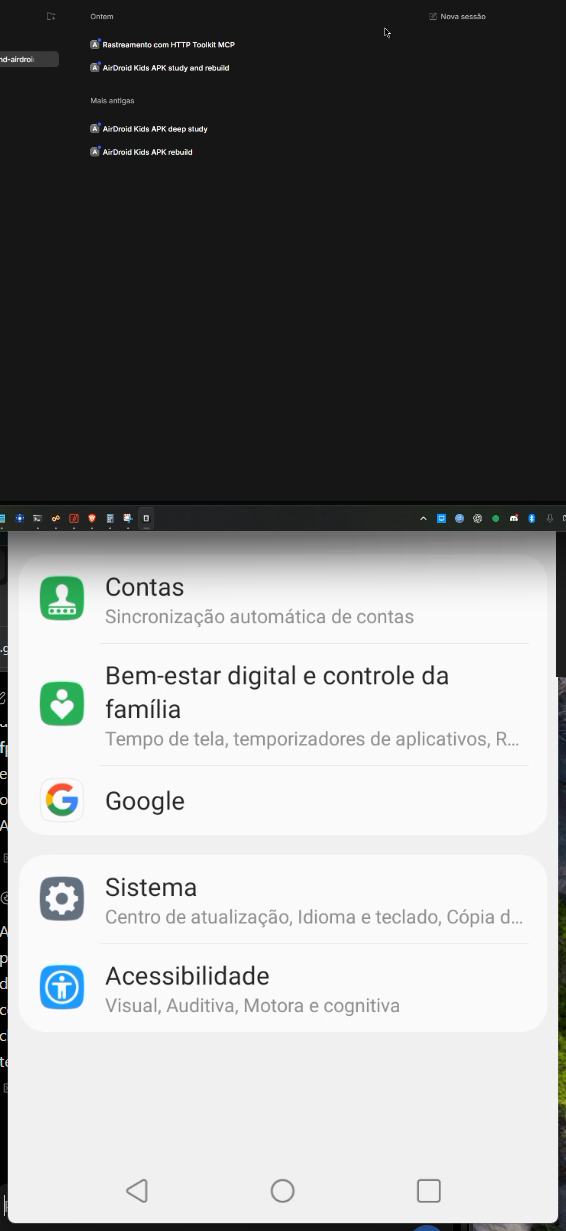 Ontem
Nova sessão
Rastreamento com HTTP Toolkit MCP
AirDroid Kids APK study and rebuild
Mais antigas
AirDroid Kids APK deep study
AirDroid Kids APK rebuild
Contas
Sincronização automática de contas
Bem-estar digital e controle da
família
Tempo de tela, temporizadores de aplicativos, R...
Google
Sistema
Centro de atualização, Idioma e teclado, Cópia d...
Acessibilidade
Visual, Auditiva, Motora e cognitiva